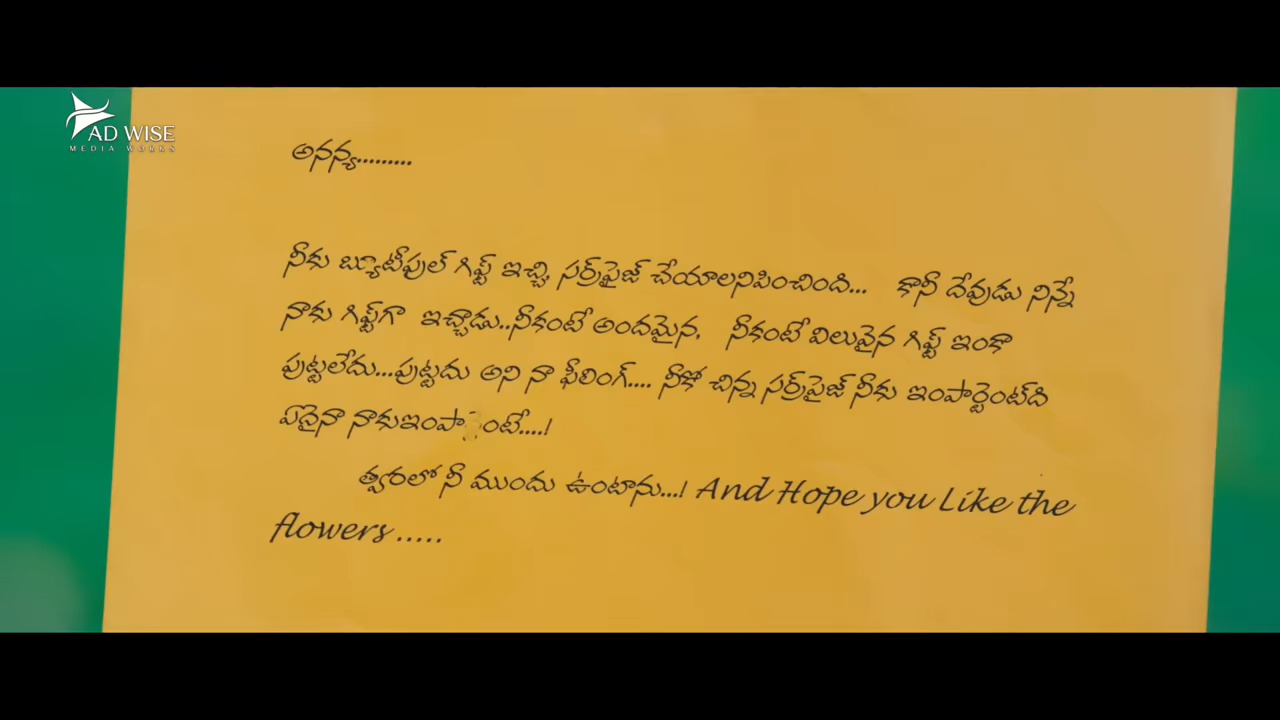 AD WISE
MEDIA WORKS
అనన్య.........
నీకు బ్యూటీఫుల్ గిఫ్ట్ ఇచ్చి, సర్ర్పైజ్ చేయాలనిపించింది... కానీ దేవుడు నిన్నే
నాకు గిఫ్ట్‌గా ఇచ్చాడు..నీకంటే అందమైన, నీకంటే విలువైన గిఫ్ట్ ఇంకా
పుట్టలేదు...పుట్టదు అని నా ఫీలింగ్.... నీకో చిన్న సర్ర్పైజ్ నీకు ఇంపార్టెంట్‌ది
ఏదైనా నాకు
త్వరలో నీ ముందు ఉంటాను...! And Hope you Like the
flowers.....